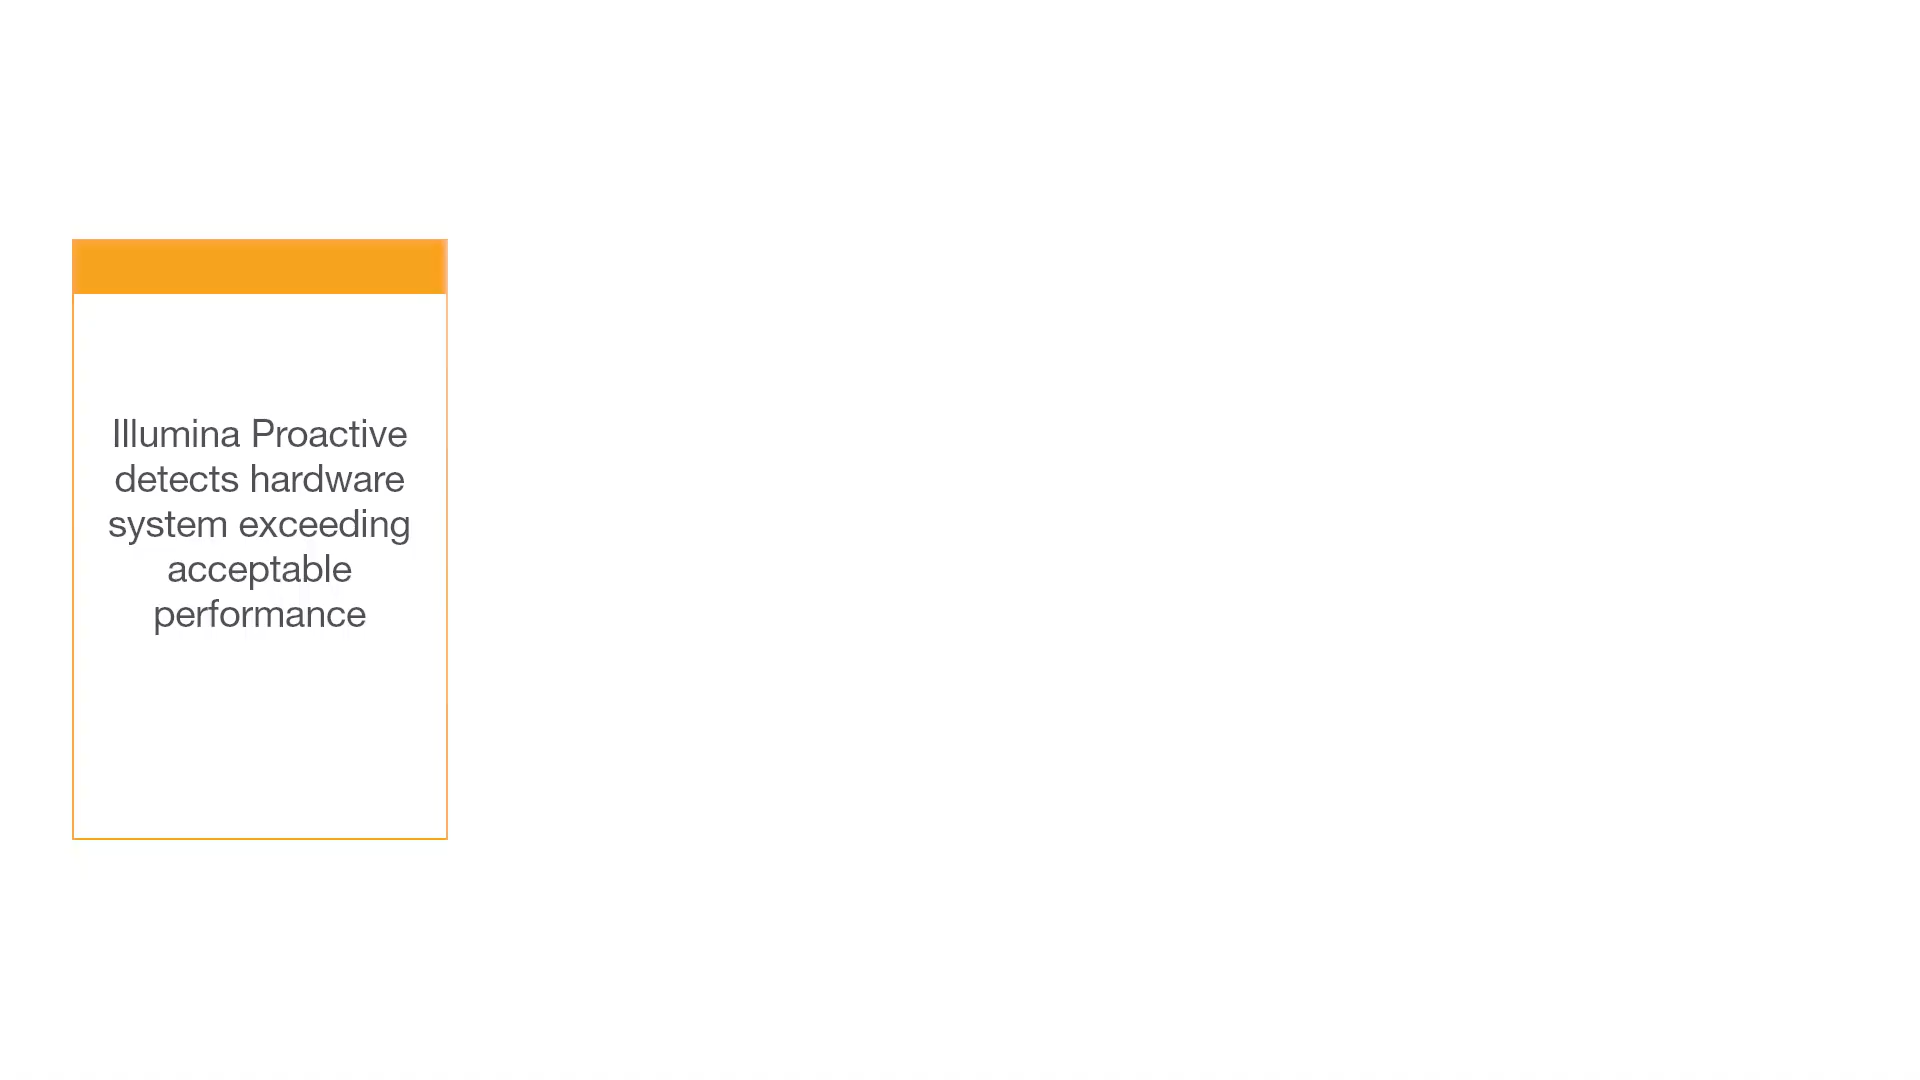 Illumina Proactive
detects hardware
system exceeding
acceptable
performance